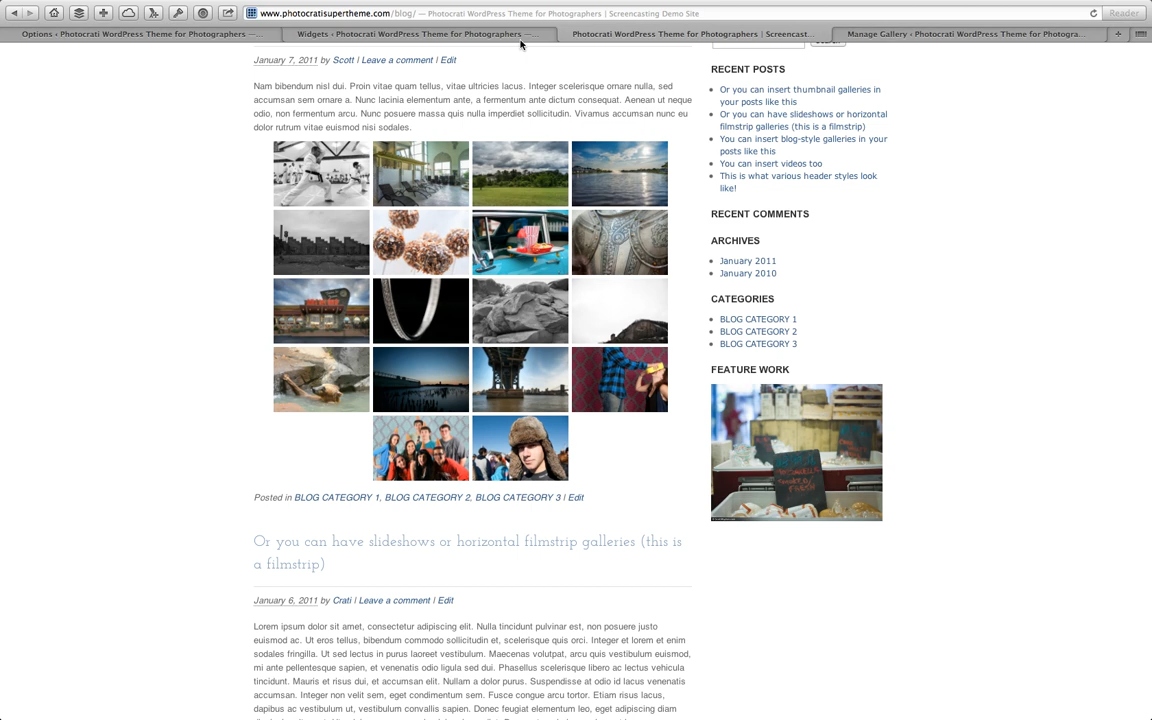 www.photocratisupertheme.com/blog/ — Photocrati WordPress Theme for Photographers | Screencasting Demo Site
Reader
Options ‹ Photocrati WordPress Theme for Photographers —...
Widgets ‹ Photocrati WordPress Theme for Photographers —...
Photocrati WordPress Theme for Photographers | Screencast...
Manage Gallery ‹ Photocrati WordPress Theme for Photogra...
January 7, 2011 by Scott | Leave a comment | Edit
Nam bibendum nisl dui. Proin vitae quam tellus, vitae ultricies lacus. Integer scelerisque ornare nulla, sed
accumsan sem ornare a. Nunc lacinia elementum ante, a fermentum ante dictum consequat. Aenean ut neque
odio, non fermentum arcu. Nunc posuere massa quis nulla imperdiet sollicitudin. Vivamus accumsan nunc eu
dolor rutrum vitae euismod nisi sodales.
Posted in BLOG CATEGORY 1, BLOG CATEGORY 2, BLOG CATEGORY 3 | Edit
Or you can have slideshows or horizontal filmstrip galleries (this is
a filmstrip)
January 6, 2011 by Crati | Leave a comment | Edit
Lorem ipsum dolor sit amet, consectetur adipiscing elit. Nulla tincidunt pulvinar est, non posuere justo
euismod ac. Ut eros tellus, bibendum commodo sollicitudin et, scelerisque quis orci. Integer et lorem et enim
sodales fringilla. Ut sed lectus in purus laoreet vestibulum. Maecenas volutpat, arcu quis vestibulum euismod,
mi ante pellentesque sapien, et venenatis odio ligula sed dui. Phasellus scelerisque libero ac lectus vehicula
tincidunt. Mauris et risus dui, et accumsan elit. Nullam a dolor purus. Suspendisse at odio id lacus venenatis
accumsan. Integer non velit sem, eget condimentum sem. Fusce congue arcu tortor. Etiam risus lacus,
dapibus ac vestibulum ut, vestibulum convallis sapien. Donec feugiat elementum leo, eget adipiscing diam
RECENT POSTS
Or you can insert thumbnail galleries in
your posts like this
Or you can have slideshows or horizontal
filmstrip galleries (this is a filmstrip)
You can insert blog-style galleries in your
posts like this
You can insert videos too
This is what various header styles look
like!
RECENT COMMENTS
ARCHIVES
January 2011
January 2010
CATEGORIES
BLOG CATEGORY 1
BLOG CATEGORY 2
BLOG CATEGORY 3
FEATURE WORK